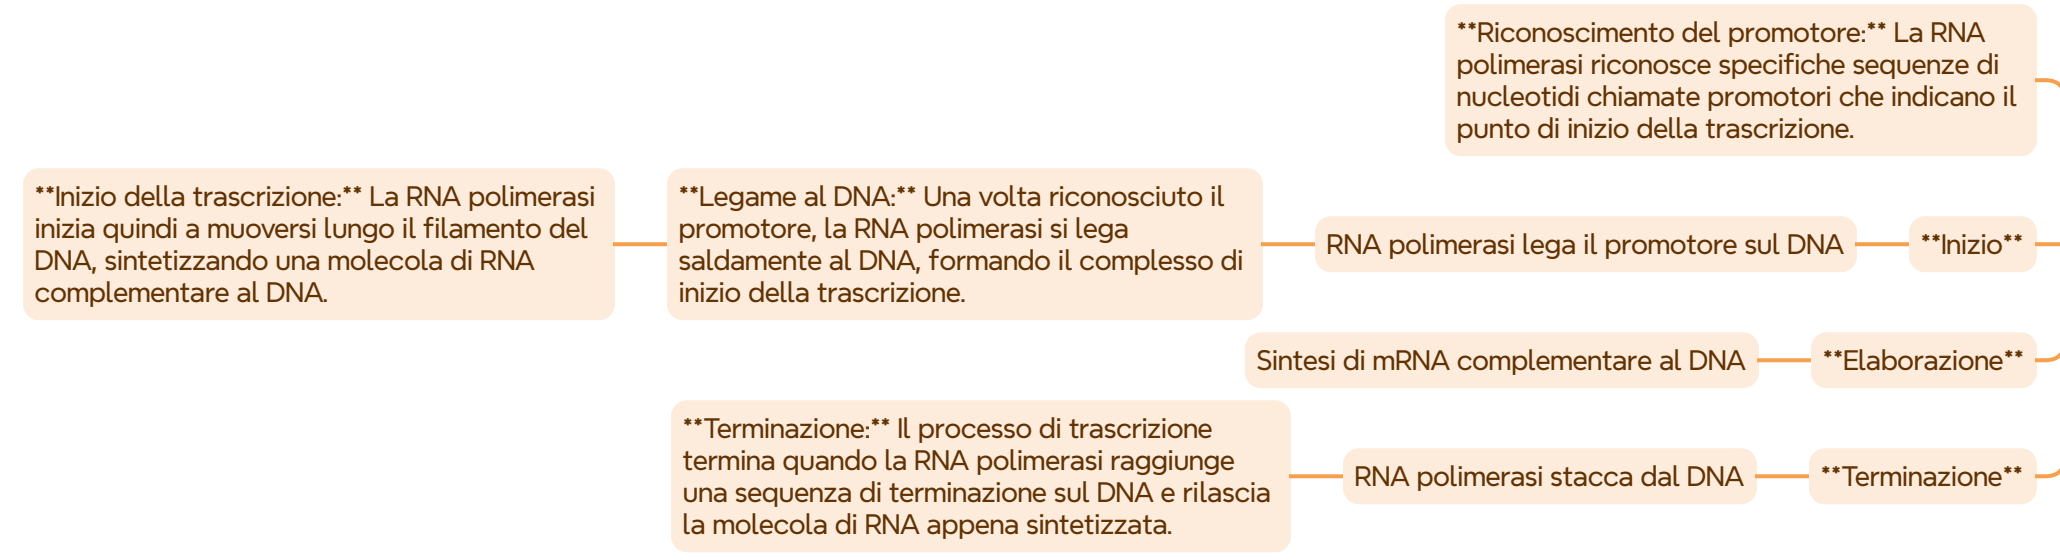 **Riconoscimento del promotore:** La RNA
polimerasi riconosce specifiche sequenze di
nucleotidi chiamate promotori che indicano il
punto di inizio della trascrizione.
**Inizio della trascrizione:** La RNA polimerasi
inizia quindi a muoversi lungo il filamento del
DNA, sintetizzando una molecola di RNA
complementare al DNA.
**Legame al DNA:** Una volta riconosciuto il
promotore, la RNA polimerasi si lega
saldamente al DNA, formando il complesso di
inizio della trascrizione.
RNA polimerasi lega il promotore sul DNA
**Inizio**
Sintesi di mRNA complementare al DNA
**Elaborazione**
**Terminazione:** Il processo di trascrizione
termina quando la RNA polimerasi raggiunge
una sequenza di terminazione sul DNA e rilascia
la molecola di RNA appena sintetizzata.
RNA polimerasi stacca dal DNA
**Terminazione**